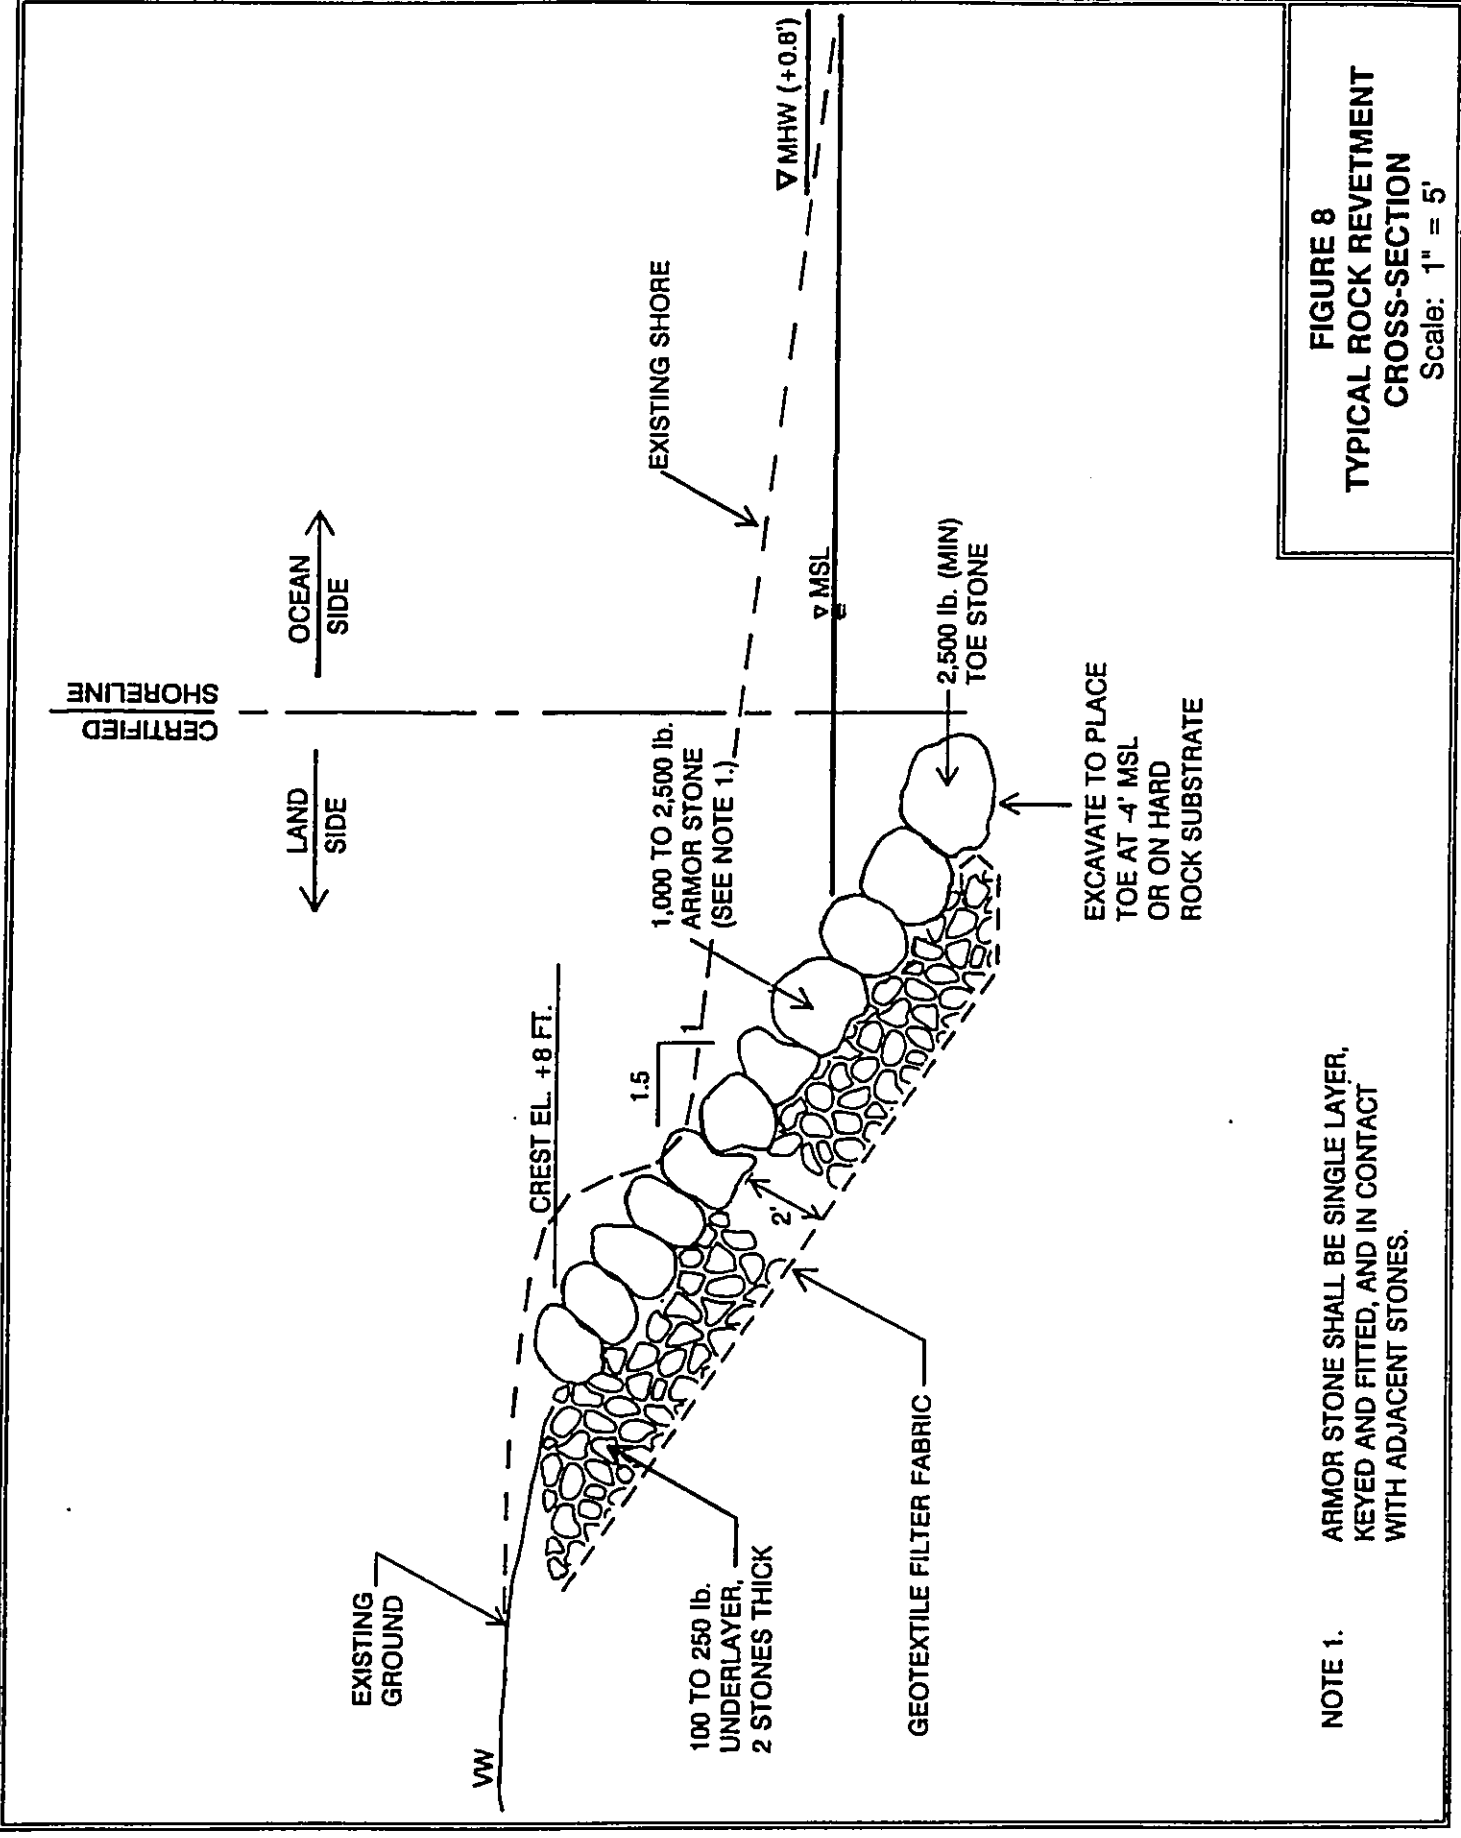 CERTIFIED
SHORELINE
LAND
SIDE
OCEAN
SIDE
EXISTING
GROUND
VV
CREST EL. +8 FT.
1.5
1
1,000 TO 2,500 lb.
ARMOR STONE
(SEE NOTE 1.)
EXISTING SHORE
MHW (+0.8')
MSL
2'
100 TO 250 lb.
UNDERLAYER,
2 STONES THICK
GEOTEXTILE FILTER FABRIC
2,500 lb. (MIN)
TOE STONE
EXCAVATE TO PLACE
TOE AT -4' MSL
OR ON HARD
ROCK SUBSTRATE
NOTE 1. ARMOR STONE SHALL BE SINGLE LAYER,
KEYED AND FITTED, AND IN CONTACT
WITH ADJACENT STONES.
FIGURE 8
TYPICAL ROCK REVETMENT
CROSS-SECTION
Scale: 1" = 5'